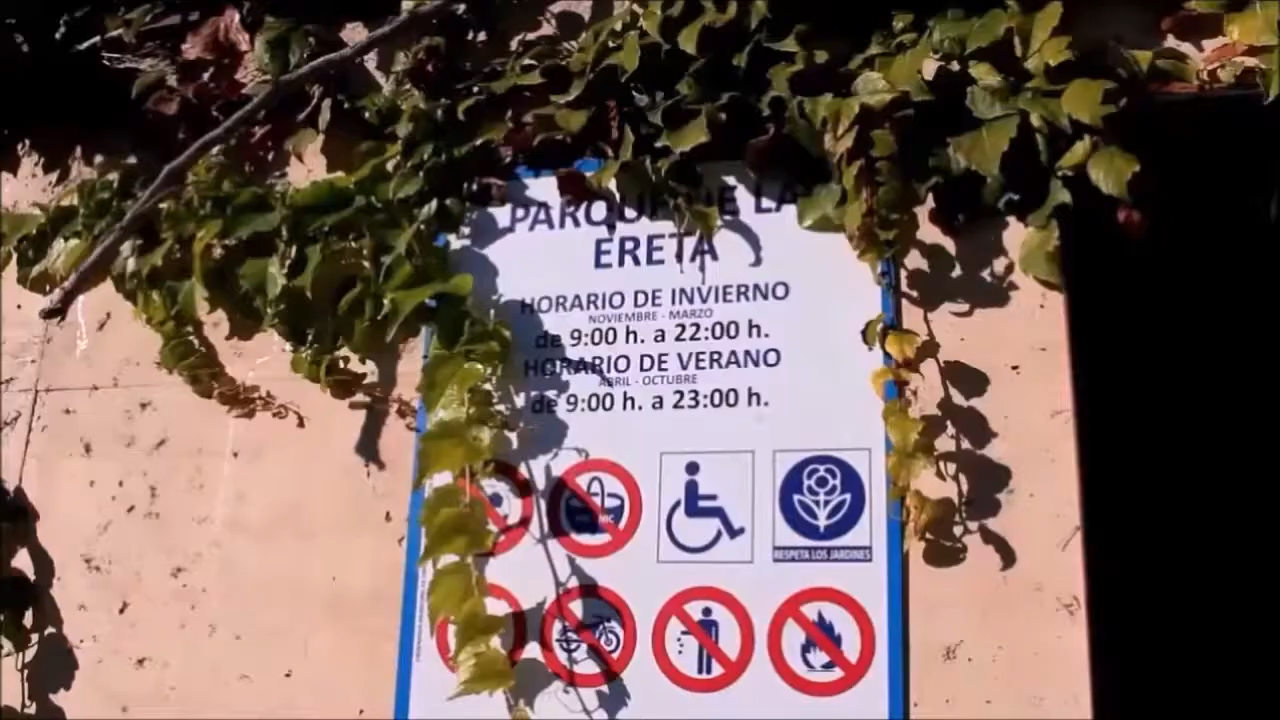 PARQUE DE LA
ERETA
HORARIO DE INVIERNO
NOVIEMBRE - MARZO
de 9:00 h. a 22:00 h.
HORARIO DE VERANO
ABRIL - OCTUBRE
de 9:00 h. a 23:00 h.
RESPETA LOS JARDINES